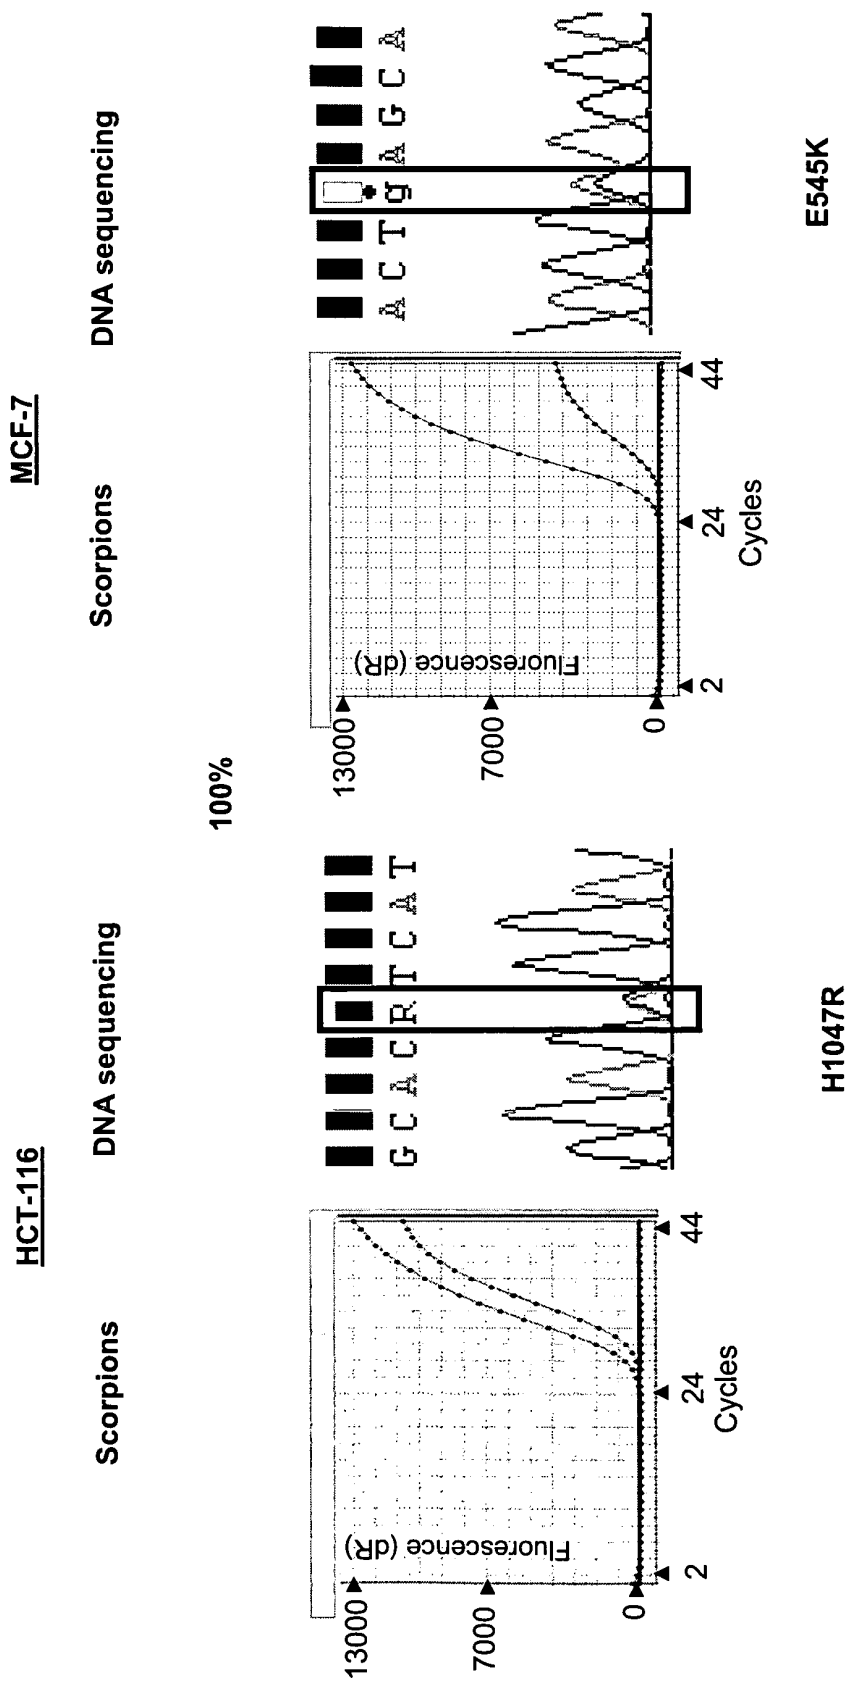 HCT-116
MCF-7
Scorpions
DNA sequencing
Scorpions
DNA sequencing
100%
13000
7000
0
Fluorescence (dR)
2
24
44
Cycles
G C A C R T C A T
H1047R
13000
7000
0
Fluorescence (dR)
2
24
44
Cycles
A C T g A G C A
E545K